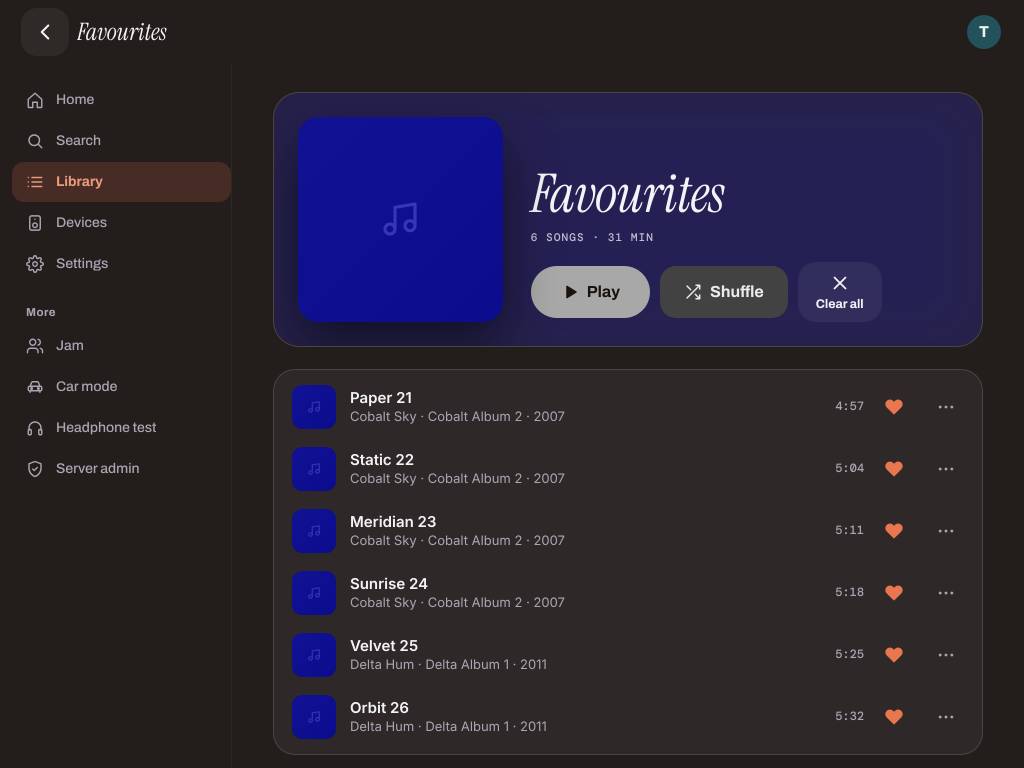 Favourites
T
Home
Search
Library
Devices
Settings
More
Jam
Car mode
Headphone test
Server admin
Favourites
6 SONGS · 31 MIN
Play
Shuffle
Clear all
Paper 21
Cobalt Sky · Cobalt Album 2 · 2007
4:57
Static 22
Cobalt Sky · Cobalt Album 2 · 2007
5:04
Meridian 23
Cobalt Sky · Cobalt Album 2 · 2007
5:11
Sunrise 24
Cobalt Sky · Cobalt Album 2 · 2007
5:18
Velvet 25
Delta Hum · Delta Album 1 · 2011
5:25
Orbit 26
Delta Hum · Delta Album 1 · 2011
5:32